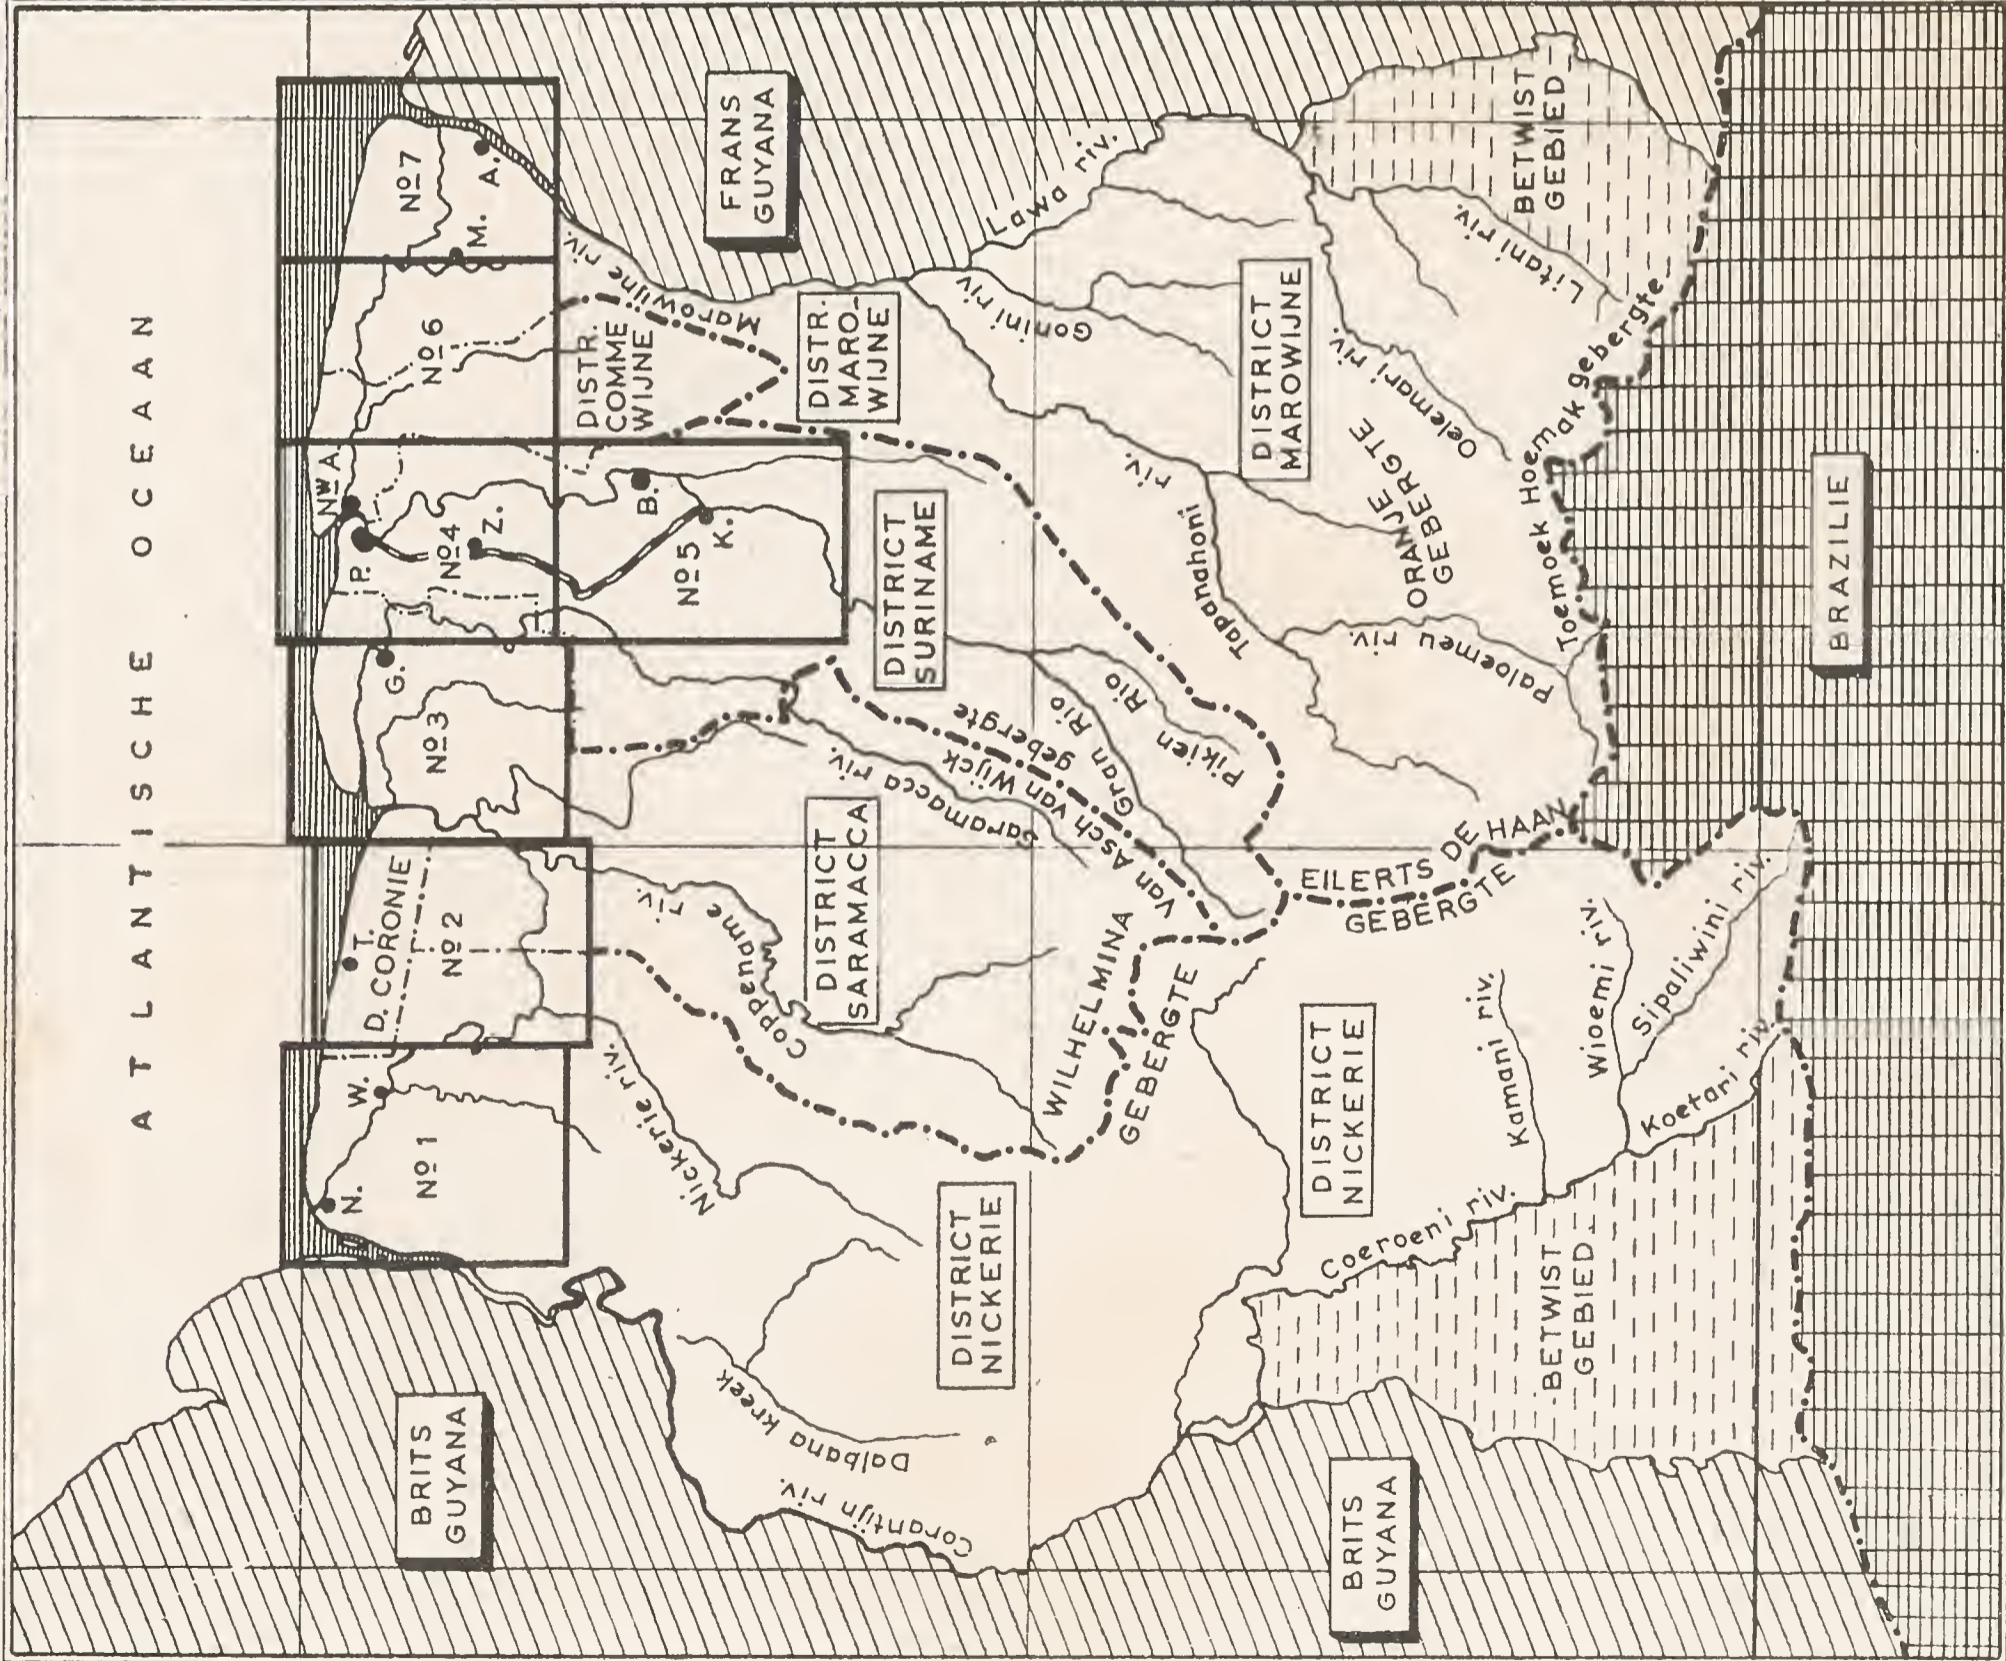 ATLANTISCHE OCEAAN
BRITS
GUYANA
FRANS
GUYANA
BRITS
GUYANA
BRAZILIE
Nº 1
Nº 2
Nº 3
Nº 4
Nº 5
Nº 6
Nº 7
N.
W.
T.
D. CORONIE
G.
P.
NW A.
Z.
B.
K.
M.
A.
DISTR.
COMME
WIJNE
DISTR.
MARO_
WIJNE
DISTRICT
SURINAME
DISTRICT
SARAMACCA
DISTRICT
NICKERIE
DISTRICT
NICKERIE
DISTRICT
MAROWIJNE
Marowijne riv.
Lawa riv.
Gonini riv.
Tapanahoni riv.
Paloemeu riv.
Oelemari riv.
Litani riv.
BETWIST
GEBIED
ORANJE
GEBERGTE
Toemoek Hoemak gebergte
Pikien Rio
Gran Rio
Van Asch van Wijck
gebergte
Saramacca riv.
Coppename riv.
Nickerie riv.
Dalbana kreek
Corantijn riv.
WILHELMINA
GEBERGTE
EILERTS DE HAAN
GEBERGTE
Coeroeni riv.
Kamani riv.
Wioemi riv.
Sipaliwini riv.
Koetari riv.
BETWIST
GEBIED